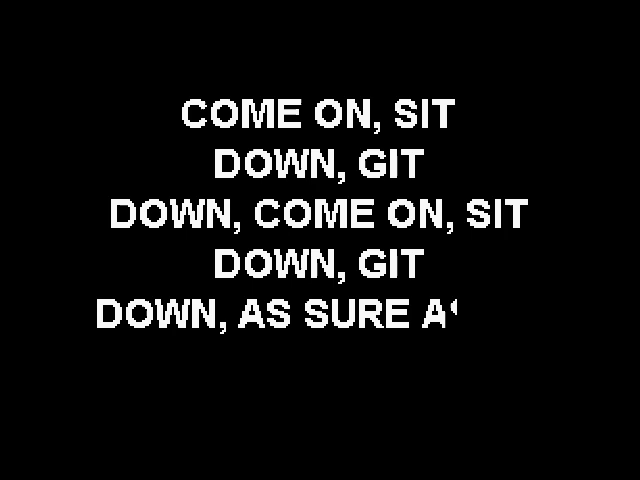 COME ON, SIT
DOWN, GIT
DOWN, COME ON, SIT
DOWN, GIT
DOWN, AS SURE